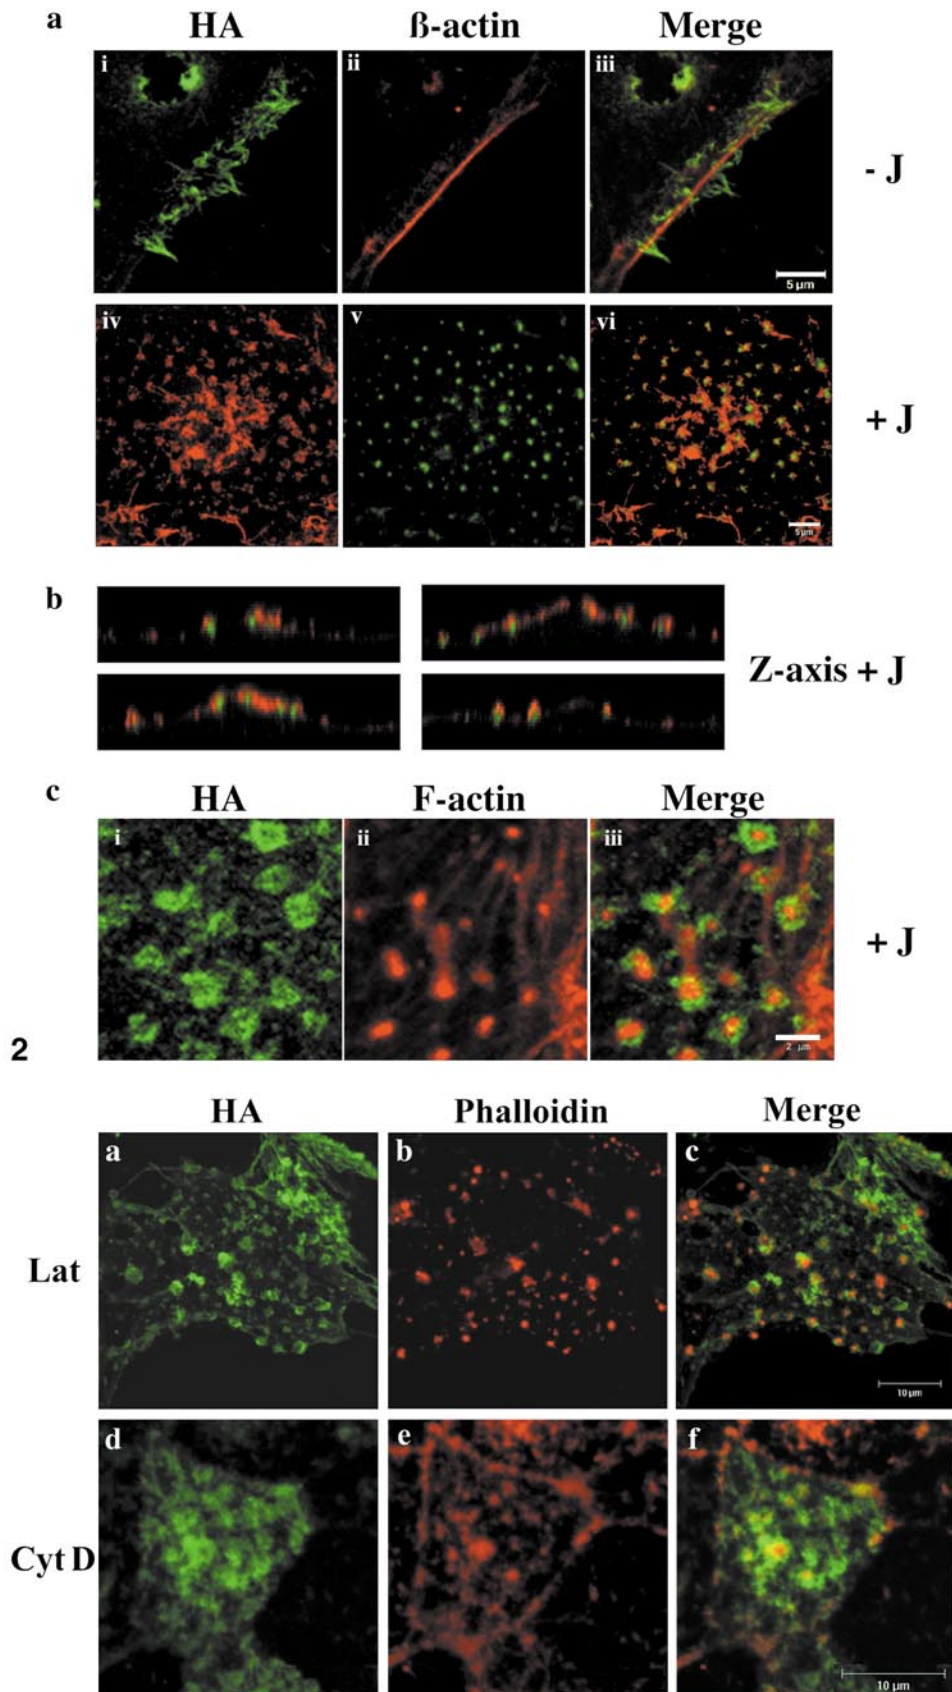 a HA ß-actin Merge
i ii iii
- J
5 µm
iv v vi
+ J
5 µm
b
Z-axis + J
c HA F-actin Merge
i ii iii
+ J
2 µm
2
HA Phalloidin Merge
a b c
Lat
10 µm
d e f
Cyt D
10 µm